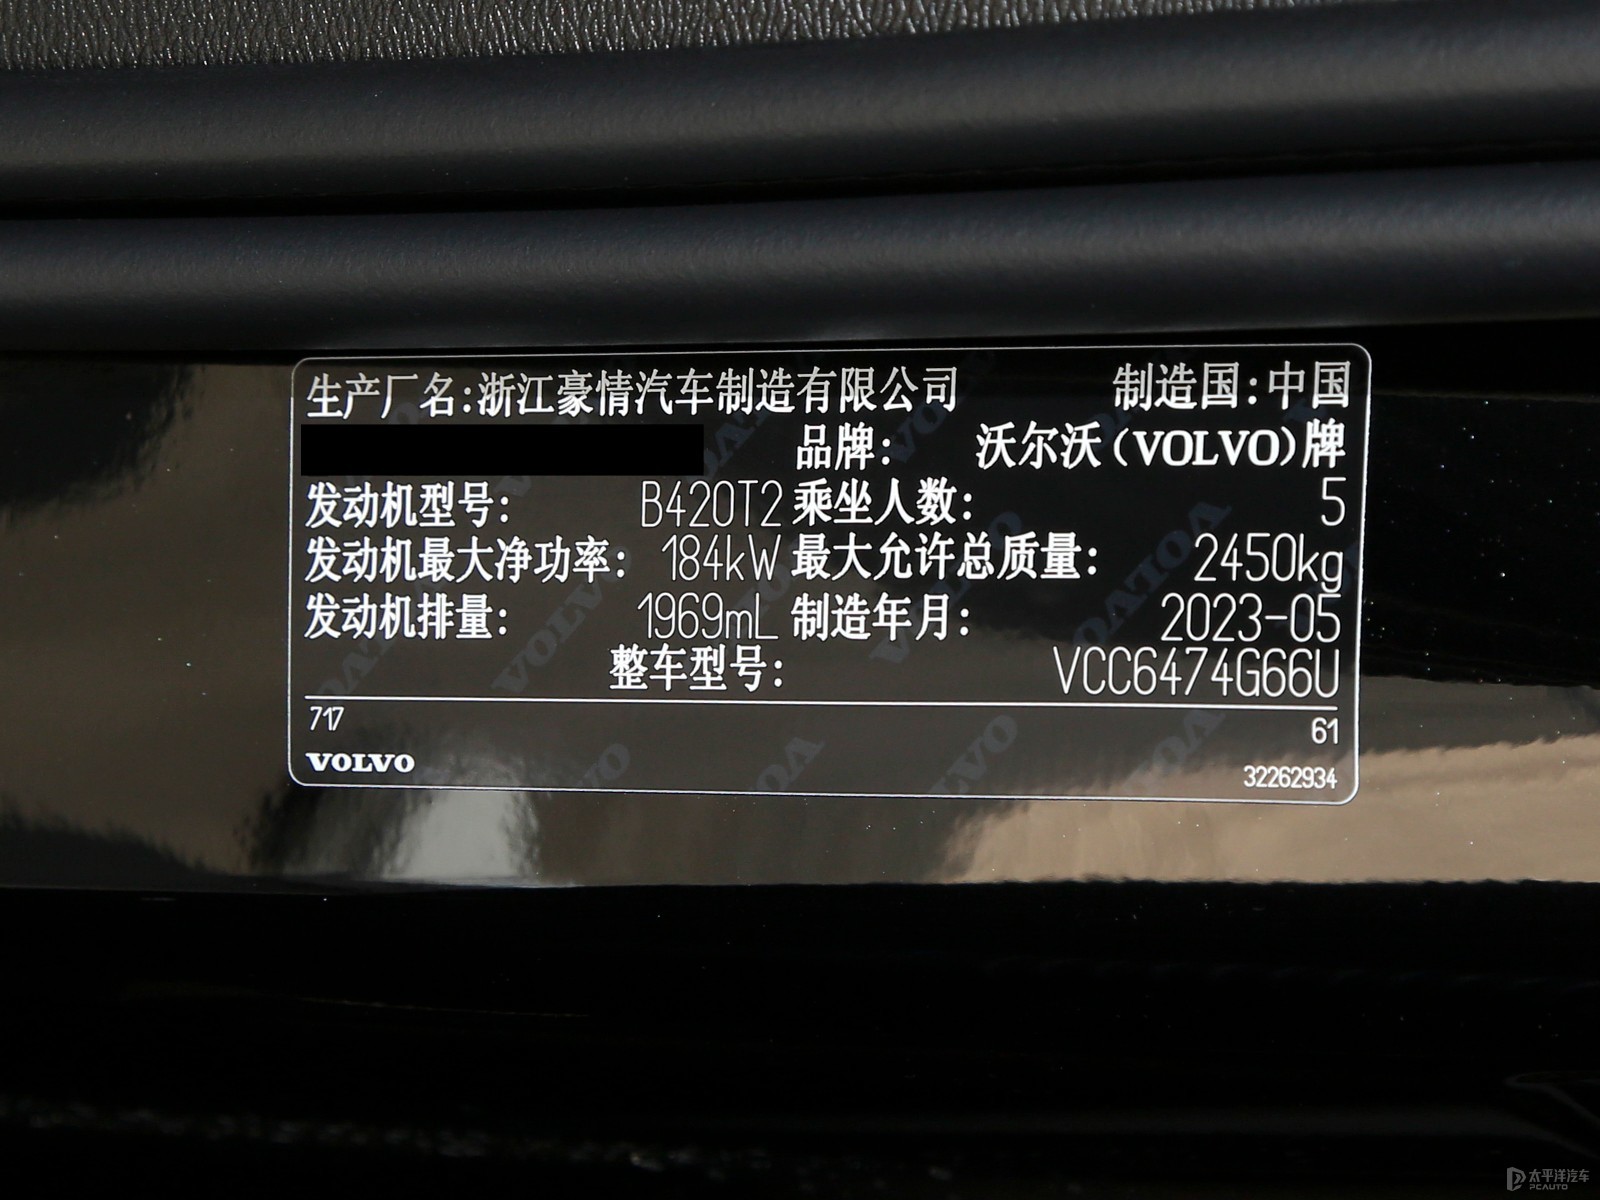 生产厂名:浙江豪情汽车制造有限公司 制造国:中国
品牌: 沃尔沃(VOLVO)牌
发动机型号: B420T2 乘坐人数: 5
发动机最大净功率: 184kW 最大允许总质量: 2450kg
发动机排量: 1969mL 制造年月: 2023-05
整车型号: VCC6474G66U
717 61
VOLVO 32262934
太平洋汽车
PCAUTO